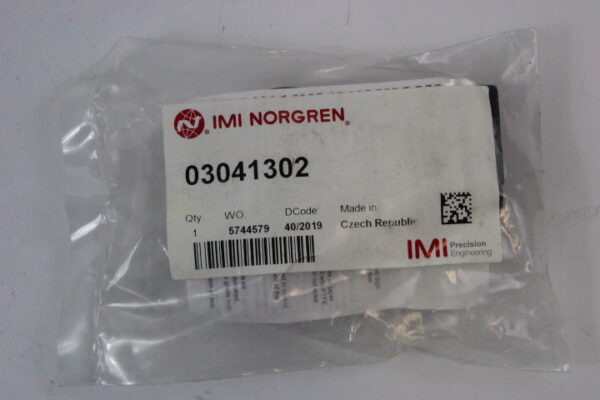 IMI NORGREN®
03041302
Qty: WO DCode Made in
1 5744579 40/2019 Czech Republic
IMI Precision
Engineering